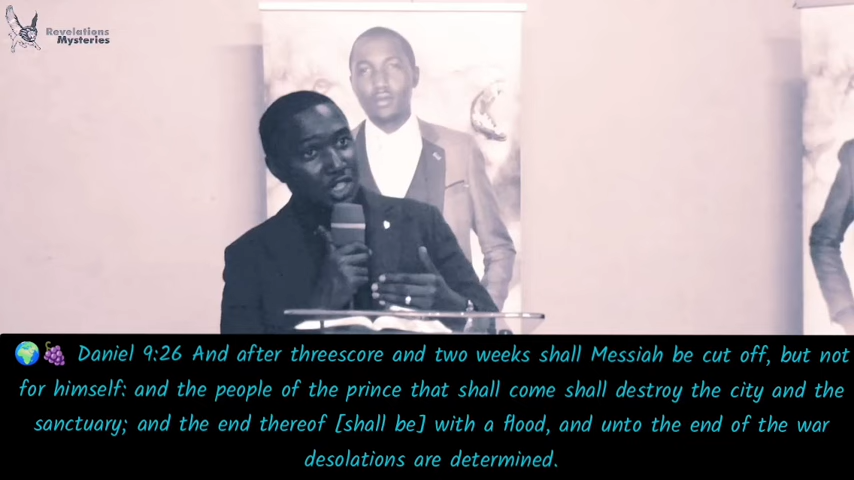 Revelations
Mysteries
🌍🍇 Daniel 9:26 And after threescore and two weeks shall Messiah be cut off, but not
for himself: and the people of the prince that shall come shall destroy the city and the
sanctuary; and the end thereof [shall be] with a flood, and unto the end of the war
desolations are determined.